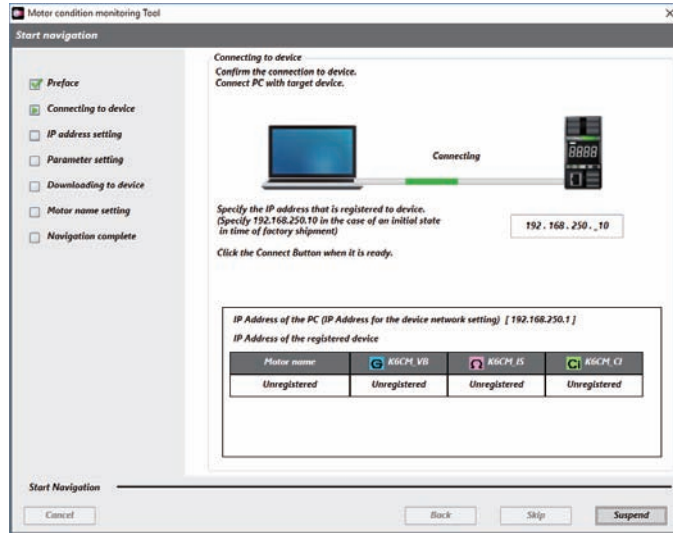 Motor condition monitoring Tool
Start navigation
Preface
Connecting to device
IP address setting
Parameter setting
Downloading to device
Motor name setting
Navigation complete
Connecting to device
Confirm the connection to device.
Connect PC with target device.
Connecting
8888
Specify the IP address that is registered to device.
(Specify 192.168.250.10 in the case of an initial state
in time of factory shipment)
192 . 168 . 250 . _10
Click the Connect Button when it is ready.
IP Address of the PC (IP Address for the device network setting) [ 192.168.250.1 ]
IP Address of the registered device
Motor name G K6CM_VB Ω K6CM_IS Ci K6CM_CI
Unregistered Unregistered Unregistered Unregistered
Start Navigation
Cancel Back Skip Suspend